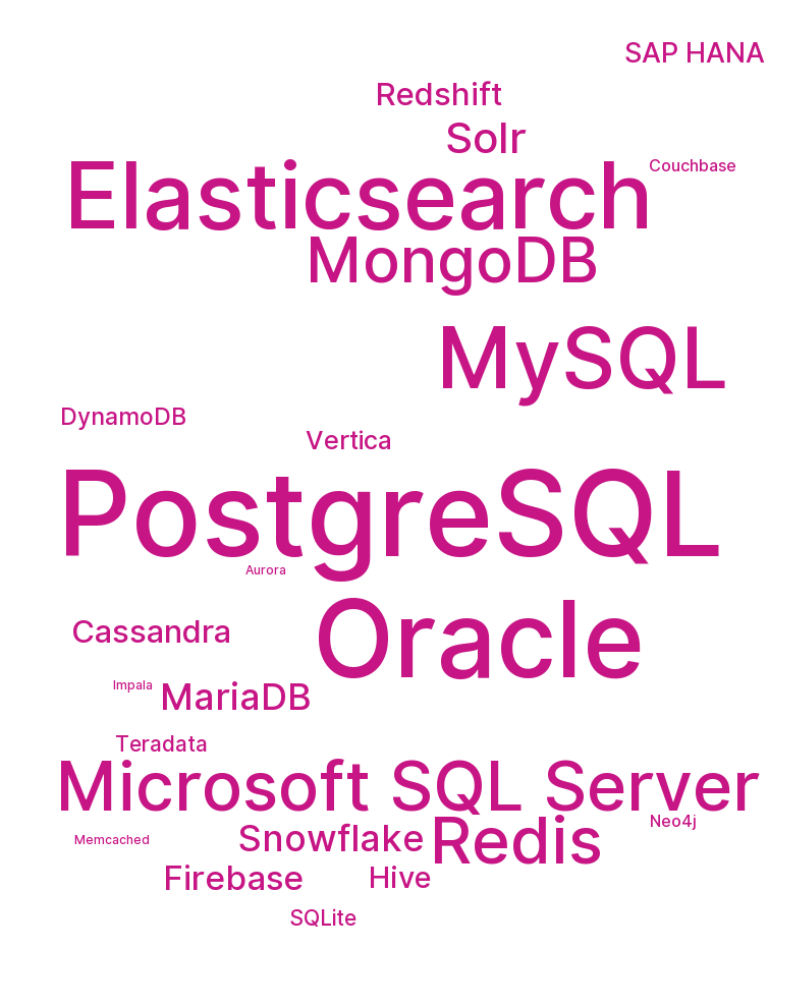 SAP HANA
Redshift
Solr
Couchbase
Elasticsearch
MongoDB
MySQL
DynamoDB
Vertica
PostgreSQL
Aurora
Cassandra
Oracle
Impala
MariaDB
Teradata
Microsoft SQL Server
Neo4j
Memcached
Snowflake
Redis
Firebase
Hive
SQLite